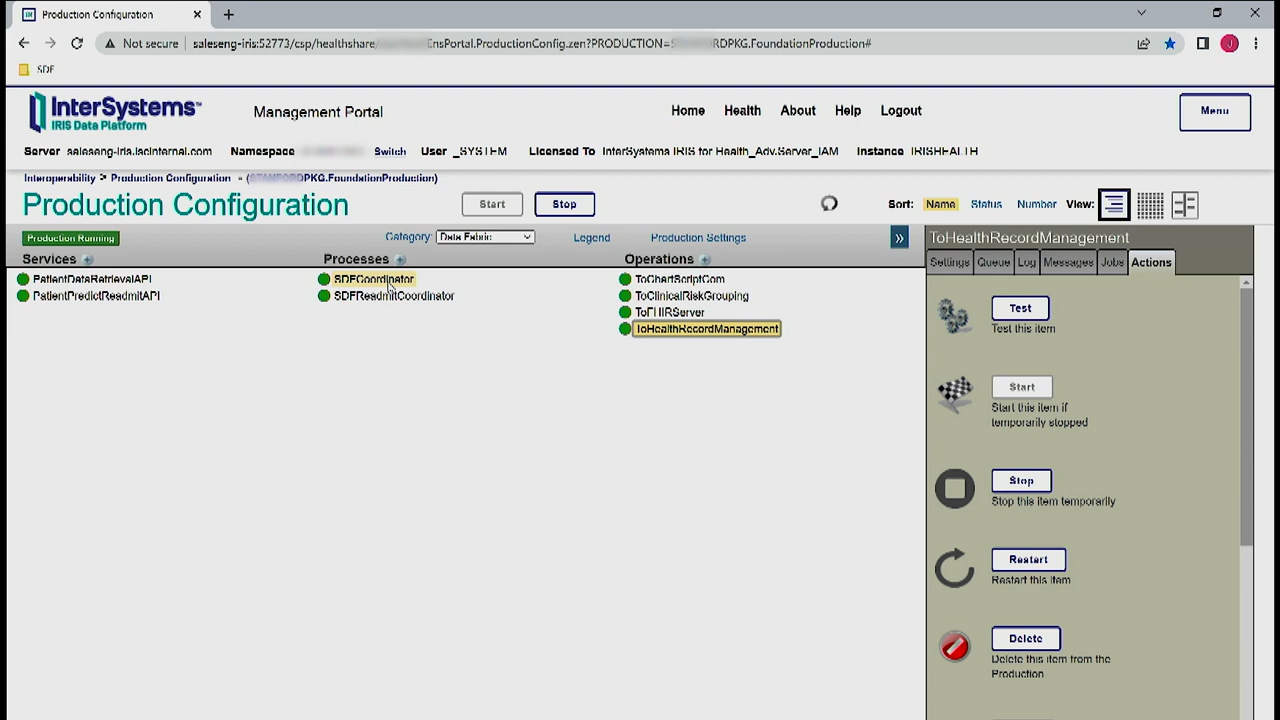 Production Configuration
Not secure saleseng-iris:52773/csp/healthshare/ EnsPortal.ProductionConfig.zen?PRODUCTION= RDPKG.FoundationProduction#
J
SDF
InterSystems™
IRIS Data Platform
Management Portal
Home Health About Help Logout
Menu
Server saleseng-iris.iscinternal.com Namespace Switch User _SYSTEM Licensed To InterSystems IRIS for Health_Adv.Server_IAM Instance IRISHEALTH
Interoperability > Production Configuration - ( DPKG.FoundationProduction)
Production Configuration
Start Stop
Sort: Name Status Number View:
Production Running
Category: Data Fabric Legend Production Settings »
ToHealthRecordManagement
Services Processes Operations
Settings Queue Log Messages Jobs Actions
PatientDataRetrievalAPI SDFCoordinator ToChartScriptCom
PatientPredictReadmitAPI SDFReadmitCoordinator ToClinicalRiskGrouping
ToFHIRServer
ToHealthRecordManagement
Test
Test this item
Start
Start this item if
temporarily stopped
Stop
Stop this item temporarily
Restart
Restart this item
Delete
Delete this item from the
Production